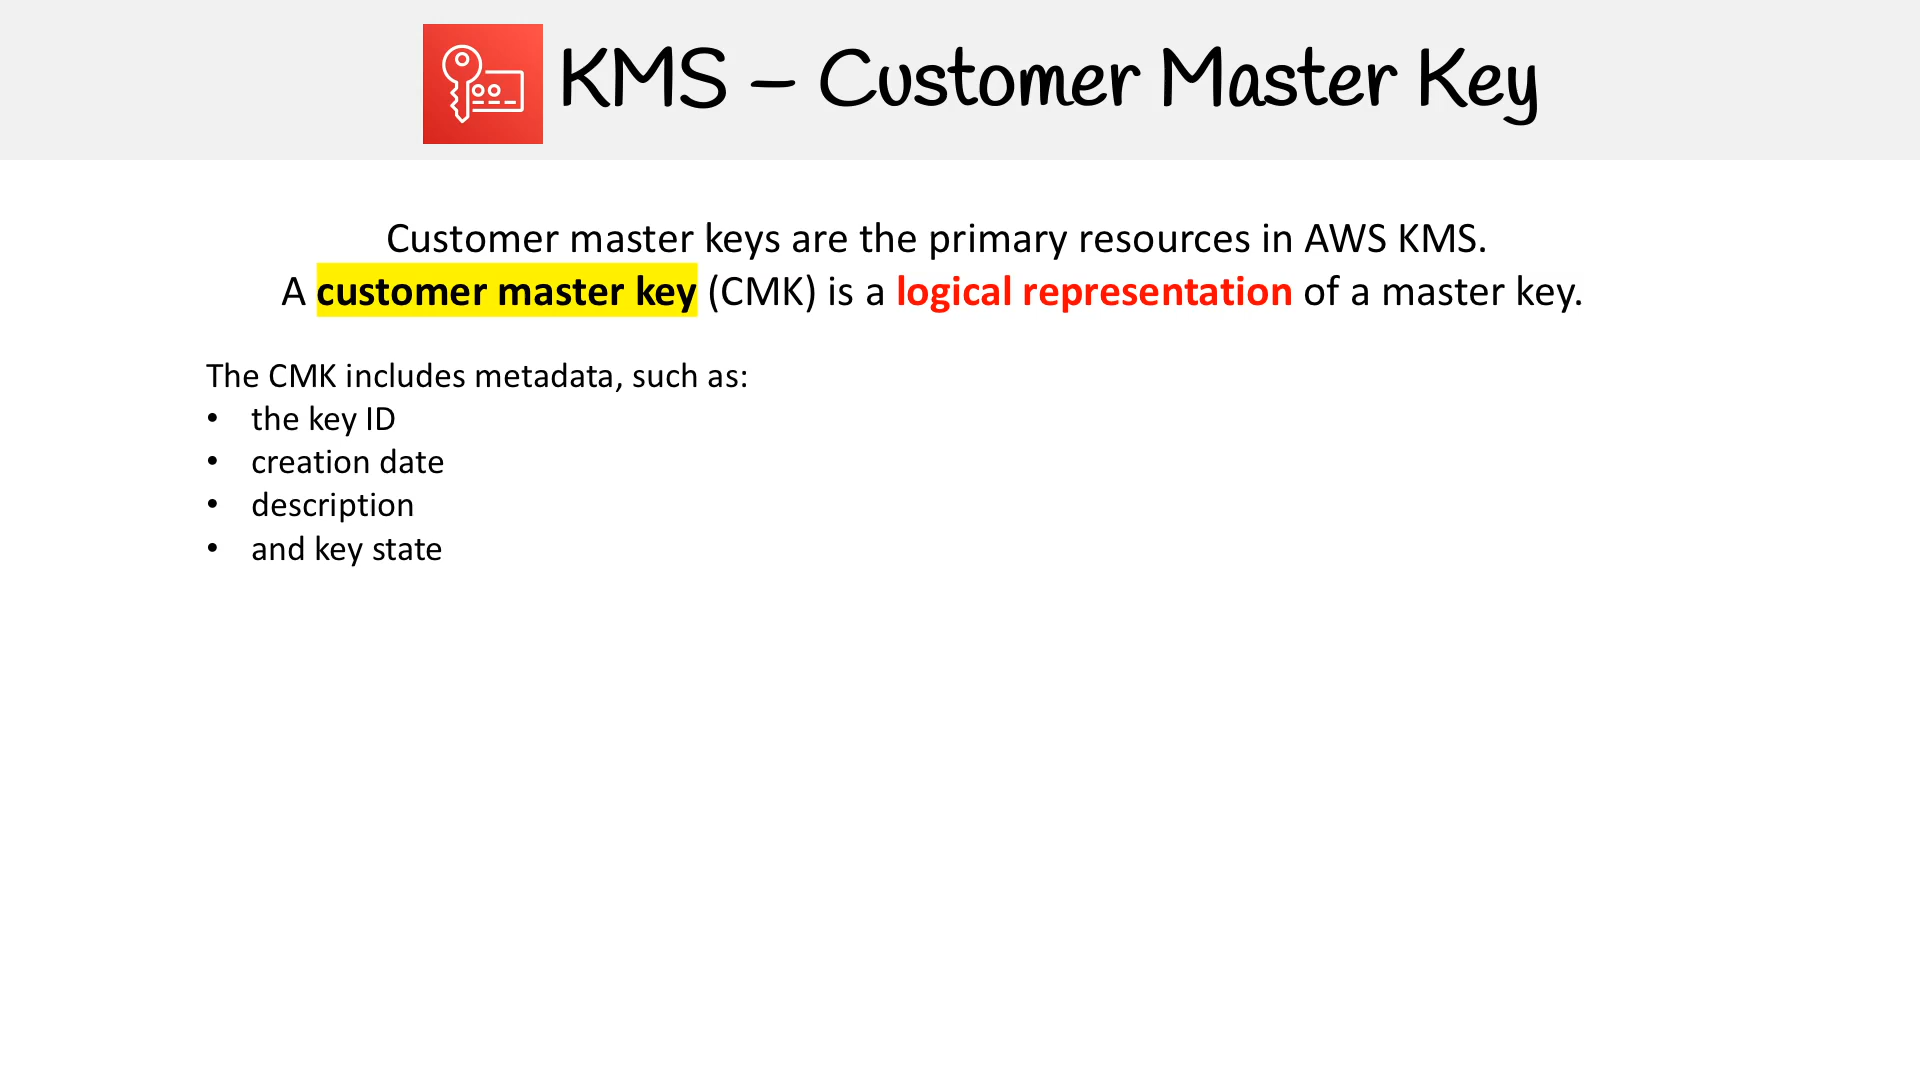 KMS – Customer Master Key
Customer master keys are the primary resources in AWS KMS.
A customer master key (CMK) is a logical representation of a master key.
The CMK includes metadata, such as:
• the key ID
• creation date
• description
• and key state